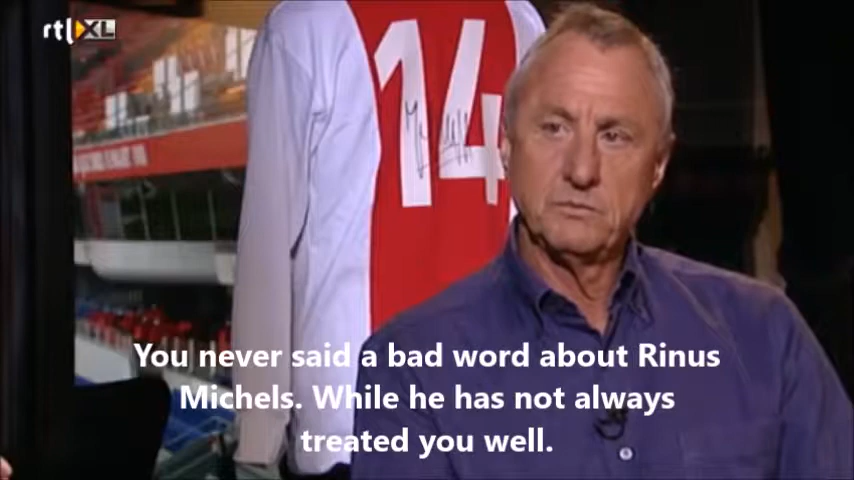 rtl XL
14
You never said a bad word about Rinus
Michels. While he has not always
treated you well.